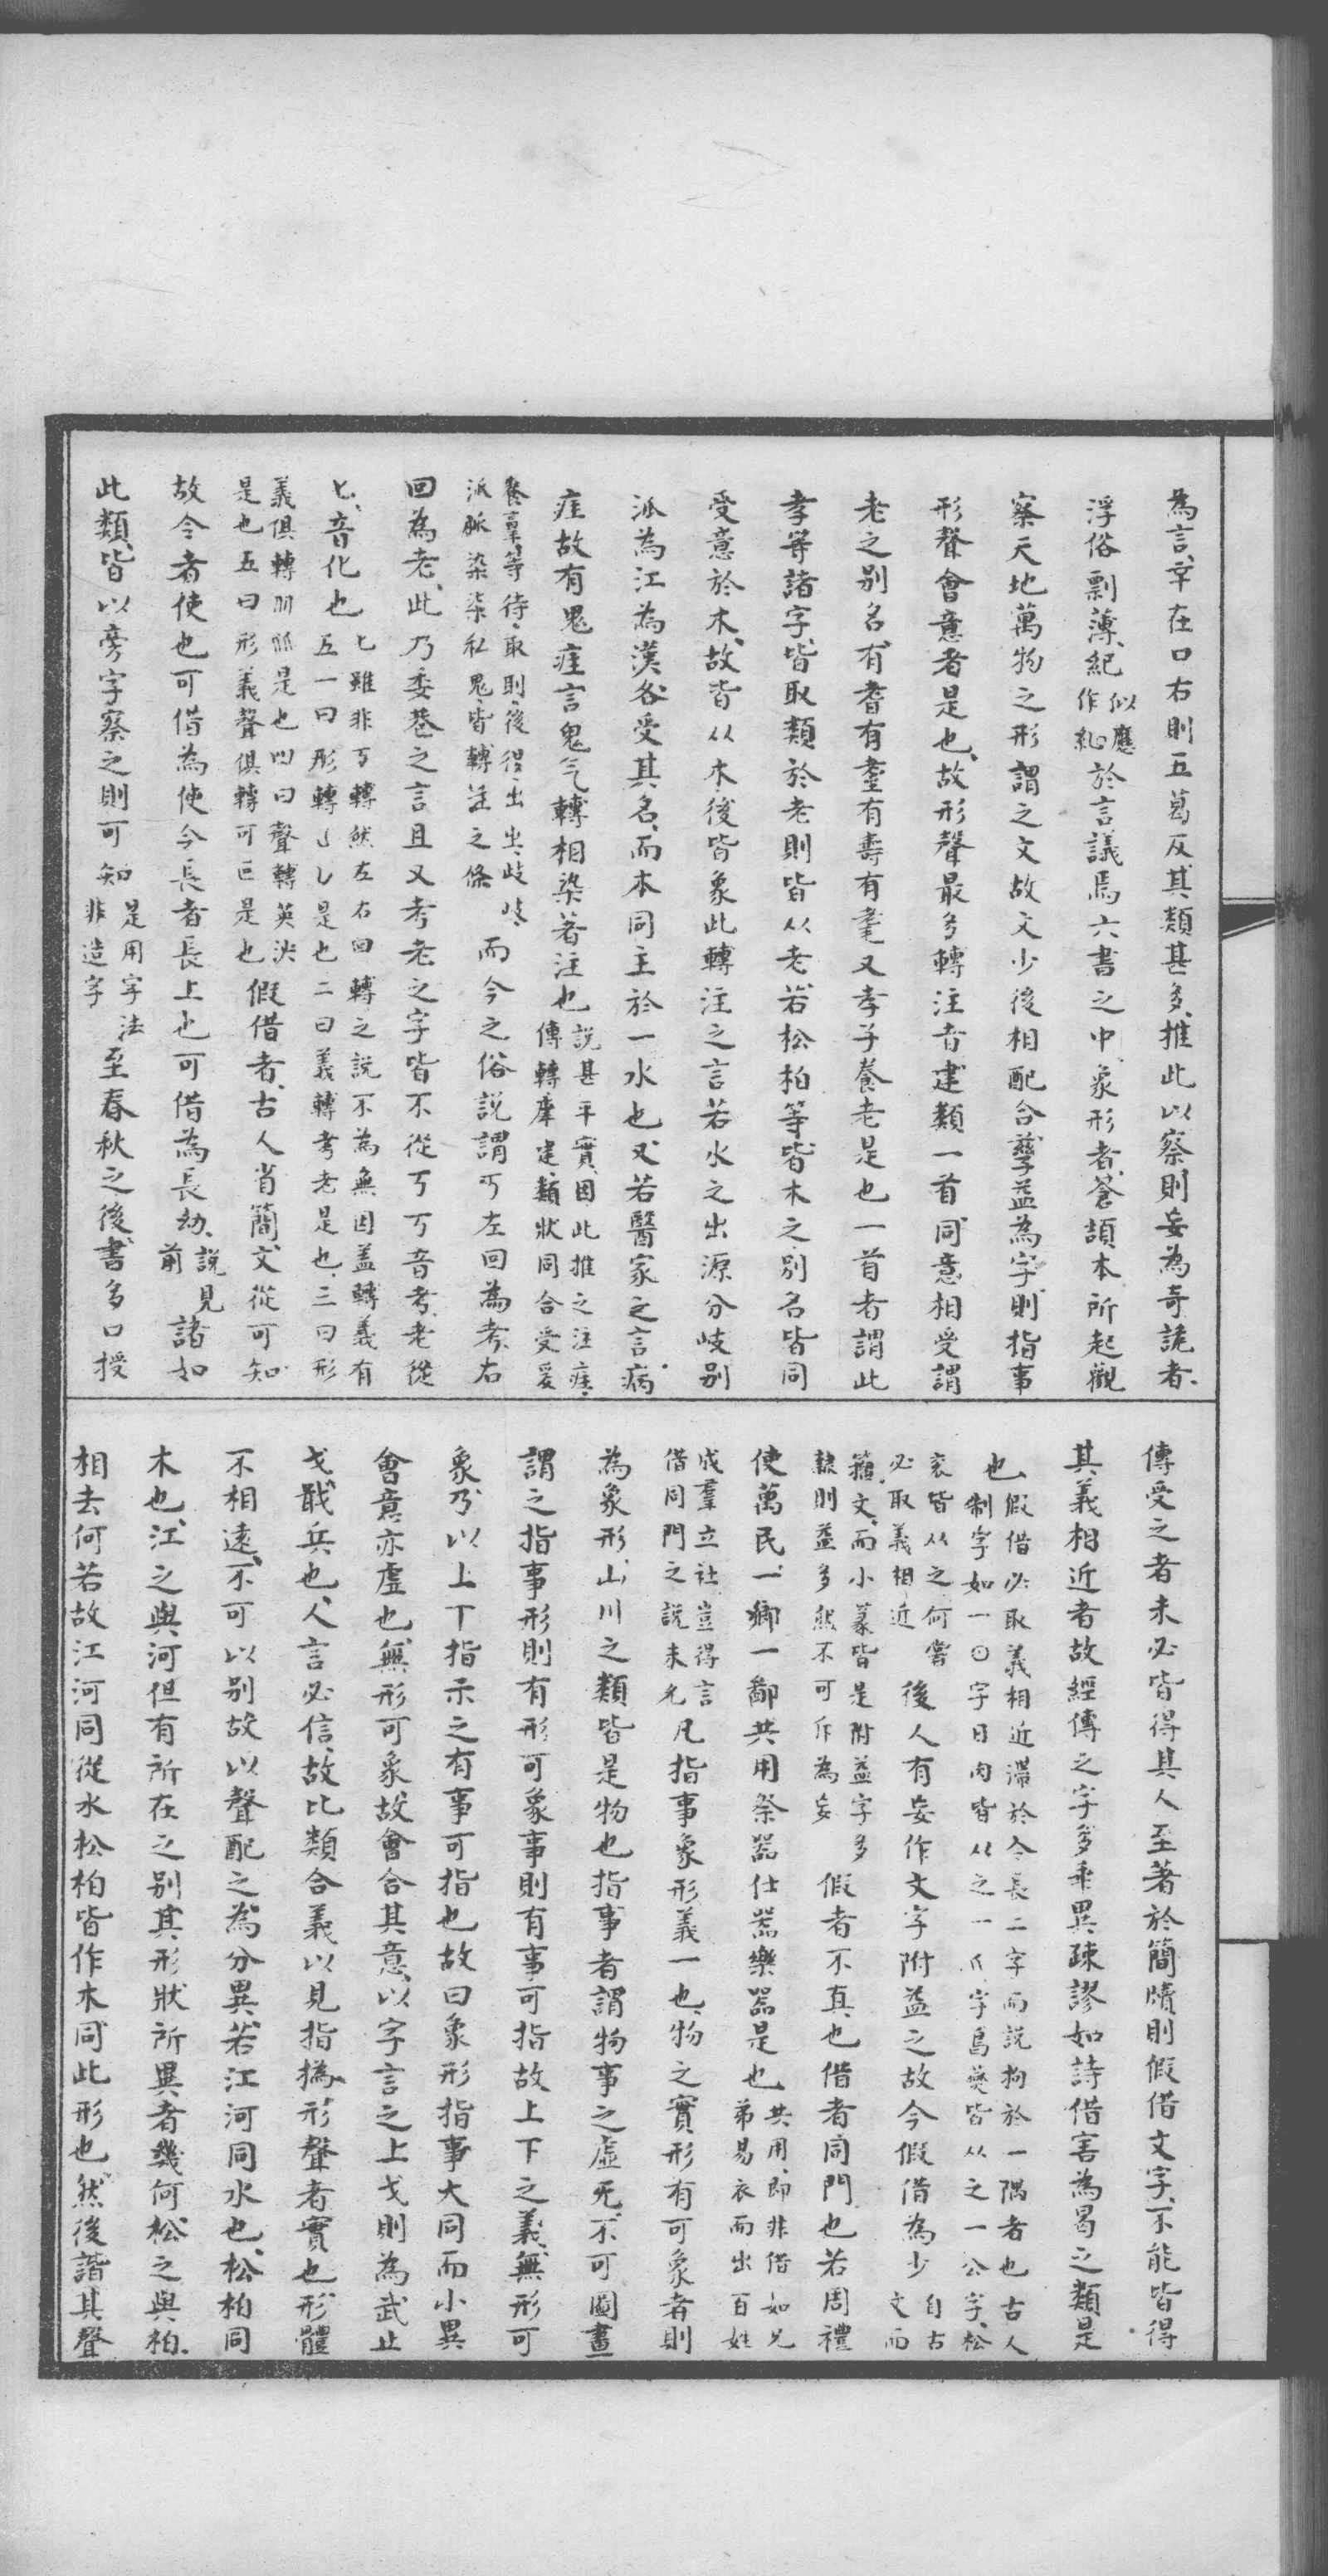 為言䇂在口右則五葛反其類甚多推此以察則妄為奇詭者
浮俗剽薄紀似應作紕於言議焉六書之中象形者蒼頡本所起觀
察天地萬物之形謂之文故文少後相配合孳益為字則指事
形聲會意者是也故形聲最多轉注者建類一首同意相受謂
老之別名有耆有耋有壽有耄又孝子養老是也一首者謂此
孝等諸字皆取類於老則皆从老若松柏等皆木之別名皆同
受意於木故皆从木後皆象此轉注之言若水之出源分歧別
派為江為漢各受其名而本同主於一水也又若醫家之言病
疰故有鬼疰言鬼气轉相染著注也說甚平實因此推之注疰
傳轉摩建類狀同合受爰
養臺等待取則後得出出歧岐
派脈染柒私鬼皆轉注之條而今之俗說謂丂左回為考右
回為老此乃委巷之言且又考老之字皆不從丂丂音考老從
匕音化也匕雖非丂轉然左右回轉之說不為無因蓋轉義有
五一曰形轉是也二曰義轉考老是也三曰形
義俱轉是也四曰聲轉英泱
是也五曰形義聲俱轉可叵是也假借者古人省簡文從可知
故令者使也可借為使令長者長上也可借為長幼說見前諸如
此類皆以旁字察之則可知是用字法非造字至春秋之後書多口授
傳受之者未必皆得其人至著於簡牘則假借文字不能皆得
其義相近者故經傳之字多乖異疎謬如詩借害為曷之類是
也假借必取義相近滯於令長二字而說拘於一隅者也古人
制字如一⊙字日肉皆从之一爪字為蕪皆从之一公字松
衮皆从之何嘗
必取義相近後人有妄作文字附益之故今假借為少自古
文而
籀文而小篆皆是附益字多
隸則益多然不可斥為妄假者不真也借者同門也若周禮
使萬民一鄉一鄙共用祭器仕器樂器是也共用即非借如兄
弟易衣而出百姓
成羣立社豈得言
借同門之說未允凡指事象形義一也物之實形有可象者則
為象形山川之類皆是物也指事者謂物事之虛无不可圖畫
謂之指事形則有形可象事則有事可指故上下之義無形可
象乃以上丅指示之有事可指也故曰象形指事大同而小異
會意亦虛也無形可象故會合其意以字言之上戈則為武止
戈戢兵也人言必信故比類合義以見指撝形聲者實也形體
不相遠不可以別故以聲配之為分異若江河同水也松柏同
木也江之與河但有所在之別其形狀所異者幾何松之與柏
相去何若故江河同從水松柏皆作木同此形也然後諧其聲